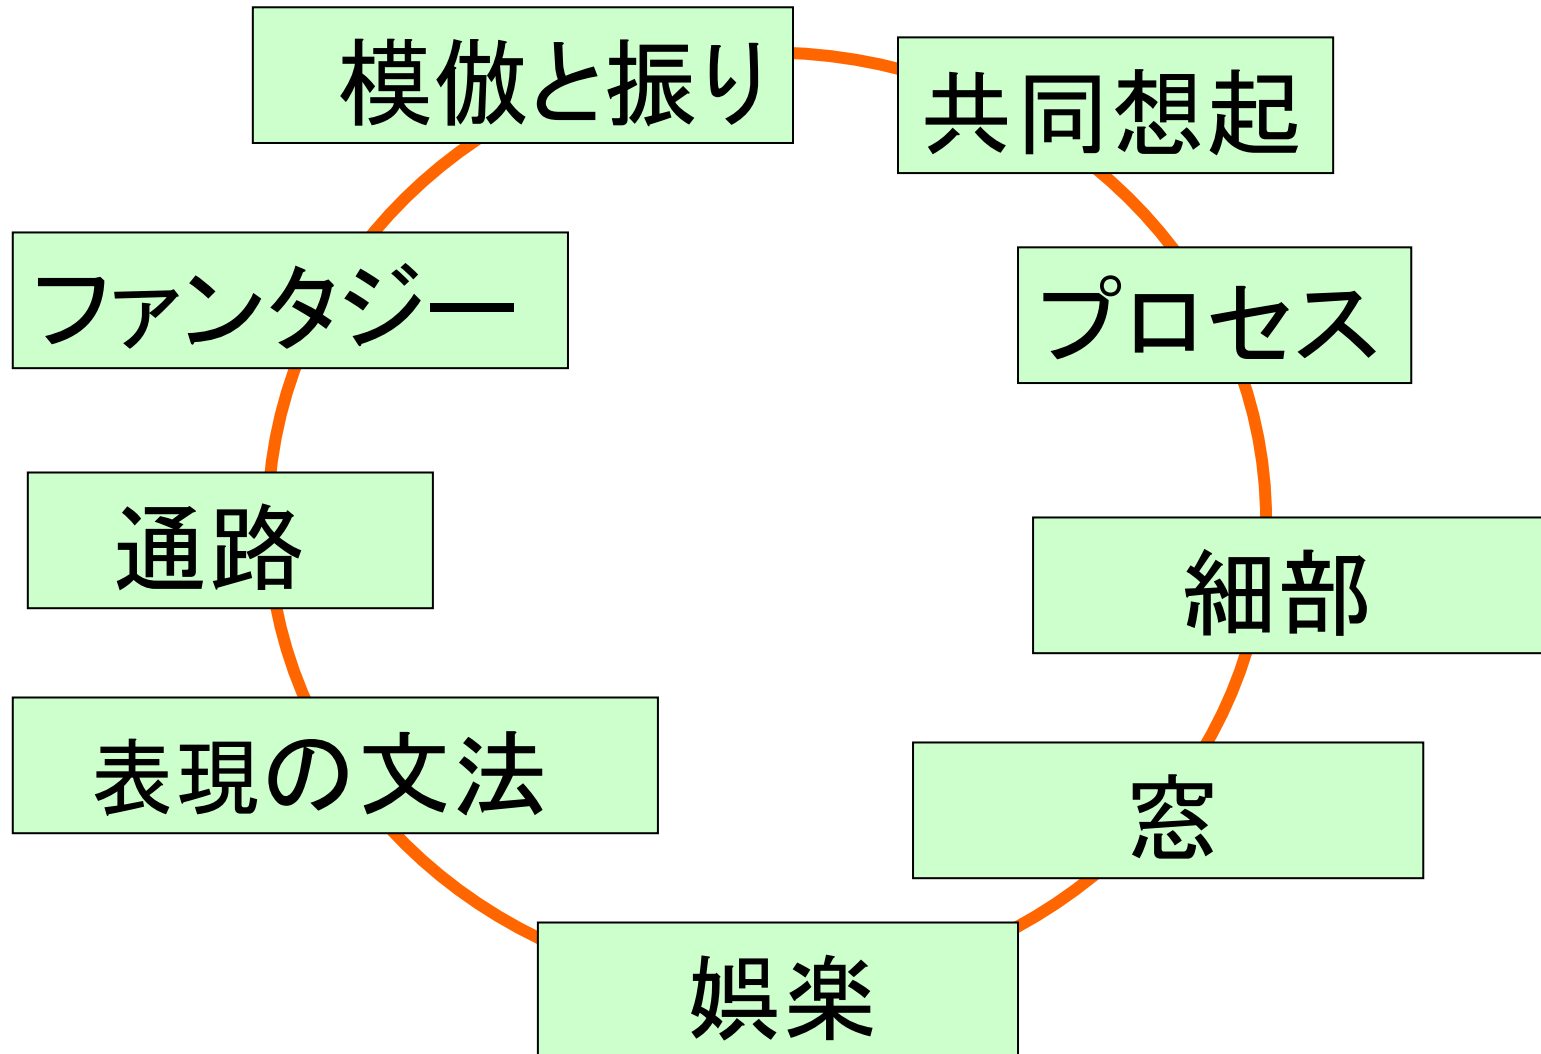 模倣と振り
共同想起
ファンタジー
プロセス
通路
細部
表現の文法
窓
娯楽